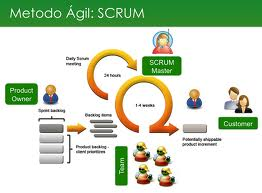 Metodo Ágil: SCRUM
Daily Scrum
meeting
24 hours
SCRUM
Master
Product
Owner
Sprint backlog
Backlog items
1-4 weeks
Customer
Product backlog -
client prioritizes
Potentially shippable
product increment
Team